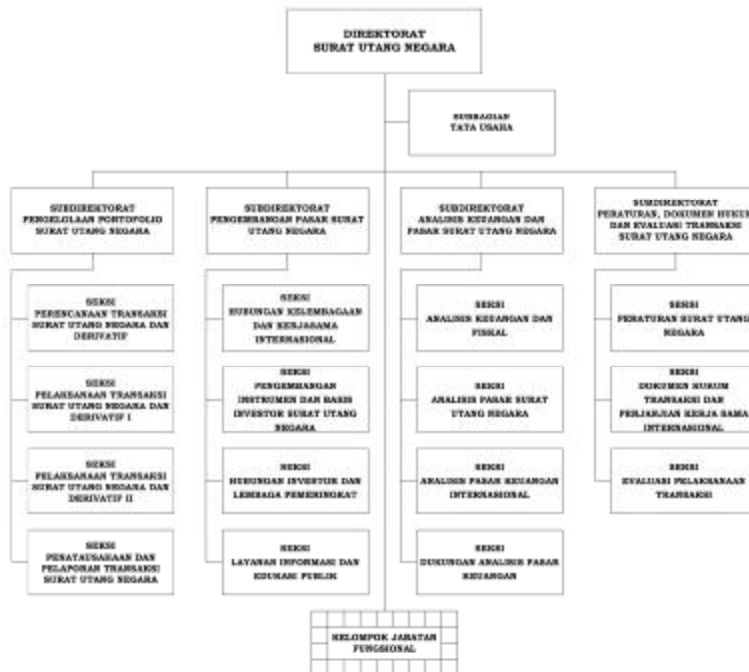 DIREKTORAT
SURAT UTANG NEGARA
SUBBAGIAN
TATA USAHA
SUBDIREKTORAT
PENGELOLAAN PORTOFOLIO
SURAT UTANG NEGARA
SUBDIREKTORAT
PENGEMBANGAN PASAR SURAT
UTANG NEGARA
SUBDIREKTORAT
ANALISIS KEUANGAN DAN
PASAR SURAT UTANG NEGARA
SUBDIREKTORAT
PERATURAN, DOKUMEN HUKUM
DAN EVALUASI TRANSAKSI
SURAT UTANG NEGARA
SEKSI
PERENCANAAN TRANSAKSI
SURAT UTANG NEGARA DAN
DERIVATIF
SEKSI
PELAKSANAAN TRANSAKSI
SURAT UTANG NEGARA DAN
DERIVATIF I
SEKSI
PELAKSANAAN TRANSAKSI
SURAT UTANG NEGARA DAN
DERIVATIF II
SEKSI
PENATAUSAHAAN DAN
PELAPORAN TRANSAKSI
SURAT UTANG NEGARA
SEKSI
HUBUNGAN KELEMBAGAAN
DAN KERJASAMA
INTERNASIONAL
SEKSI
PENGEMBANGAN
INSTRUMEN DAN BASIS
INVESTOR SURAT UTANG
NEGARA
SEKSI
HUBUNGAN INVESTOR DAN
LEMBAGA PEMERINGKAT
SEKSI
LAYANAN INFORMASI DAN
EDUKASI PUBLIK
SEKSI
ANALISIS KEUANGAN DAN
FISKAL
SEKSI
ANALISIS PASAR SURAT
UTANG NEGARA
SEKSI
ANALISIS PASAR KEUANGAN
INTERNASIONAL
SEKSI
DUKUNGAN ANALISIS PASAR
KEUANGAN
SEKSI
PERATURAN SURAT UTANG
NEGARA
SEKSI
DOKUMEN HUKUM
TRANSAKSI DAN
PERJANJIAN KERJA SAMA
INTERNASIONAL
SEKSI
EVALUASI PELAKSANAAN
TRANSAKSI
KELOMPOK JABATAN
FUNGSIONAL